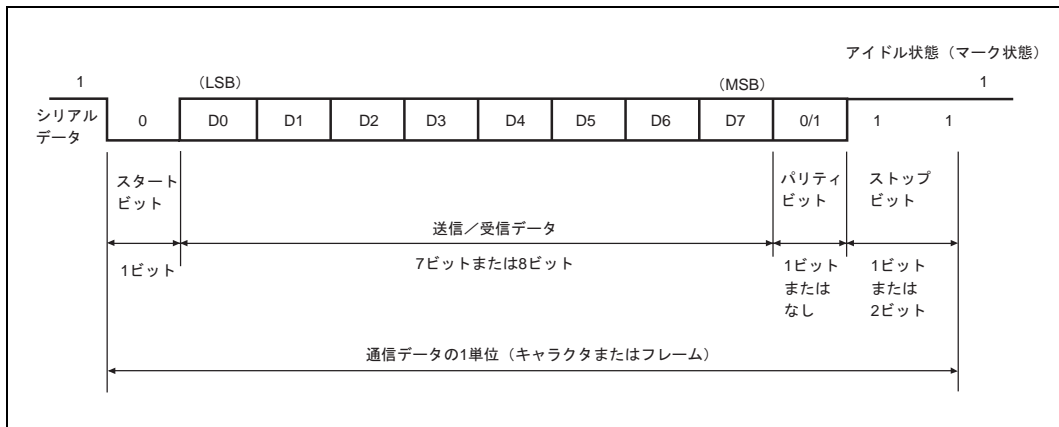 アイドル状態（マーク状態）
1 （LSB） （MSB） 1
シリアル
データ
0 D0 D1 D2 D3 D4 D5 D6 D7 0/1 1 1
スタート
ビット
パリティ
ビット
ストップ
ビット
送信／受信データ
1ビット
7ビットまたは8ビット
1ビット
または
なし
1ビット
または
2ビット
通信データの1単位（キャラクタまたはフレーム）